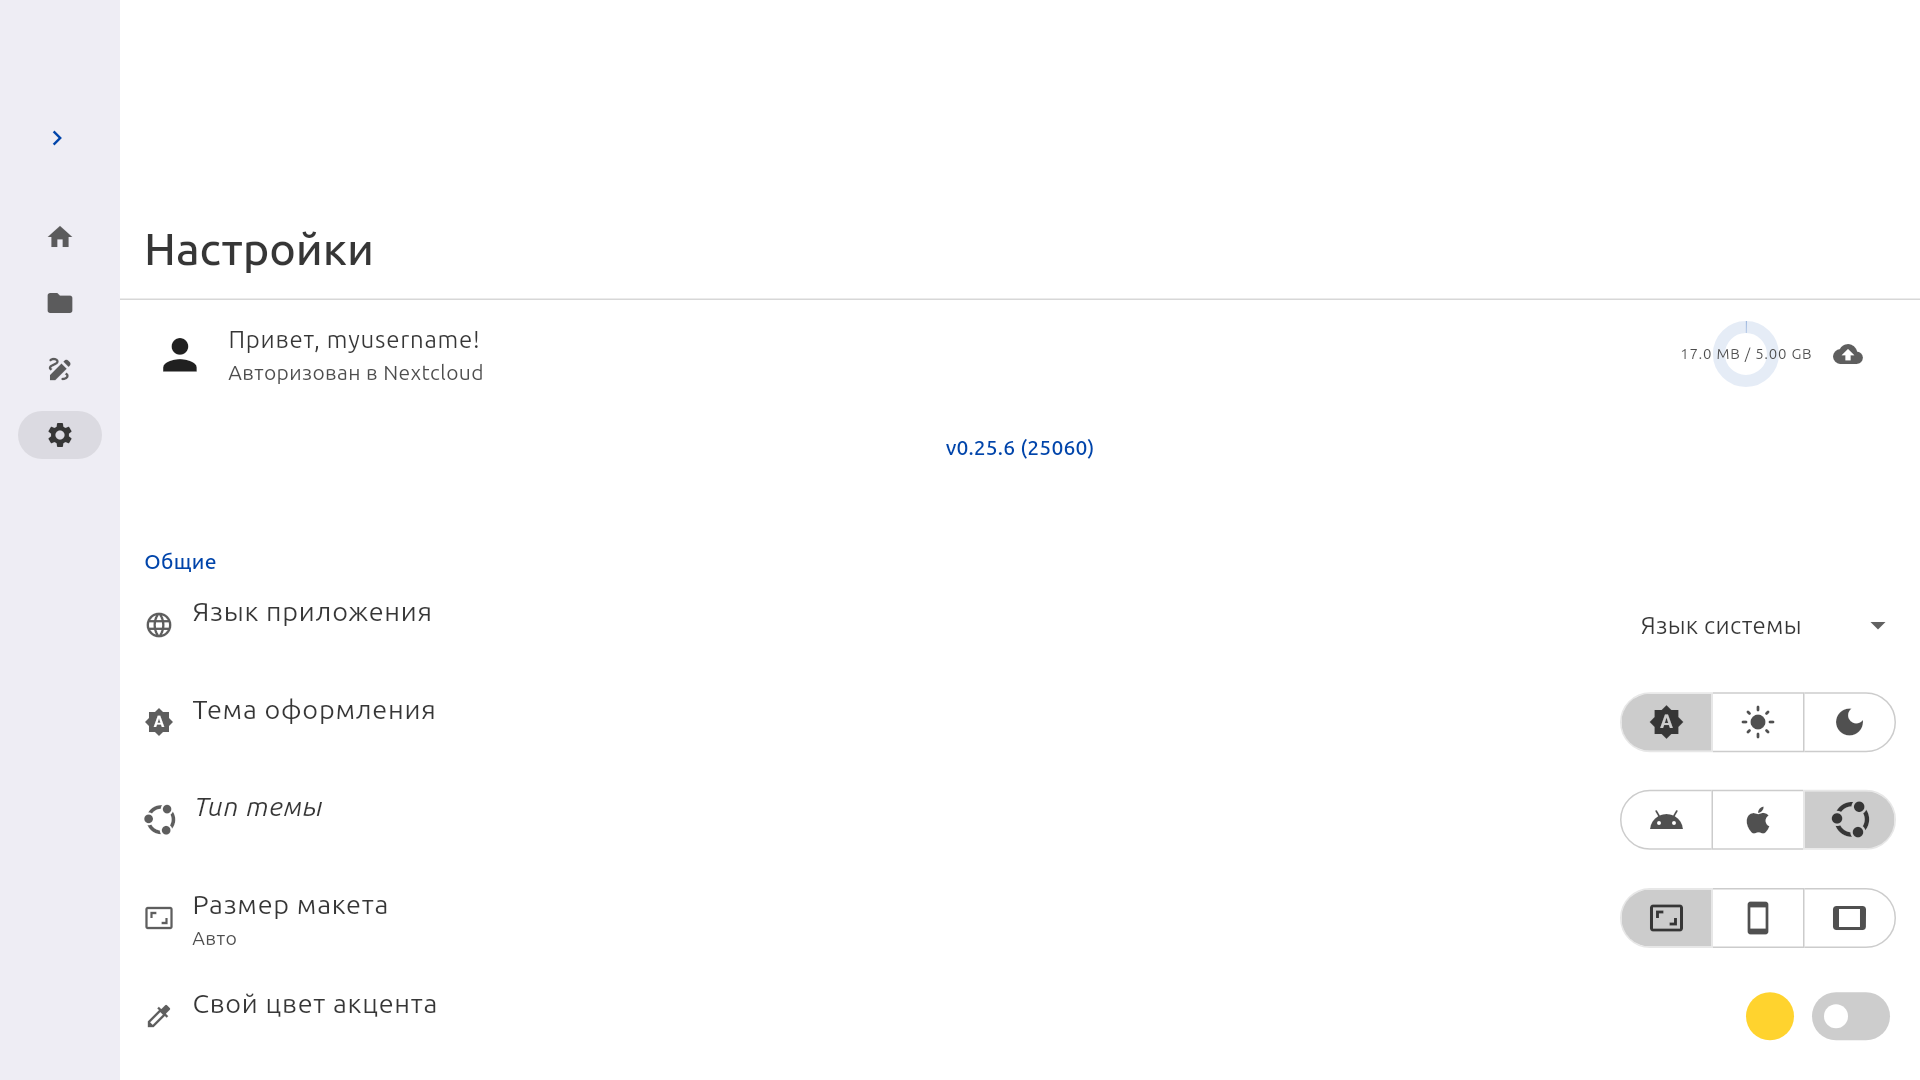 Настройки
Привет, myusername!
Авторизован в Nextcloud
17.0 MB / 5.00 GB
v0.25.6 (25060)
Общие
Язык приложения
Язык системы
Тема оформления
Тип темы
Размер макета
Авто
Свой цвет акцента